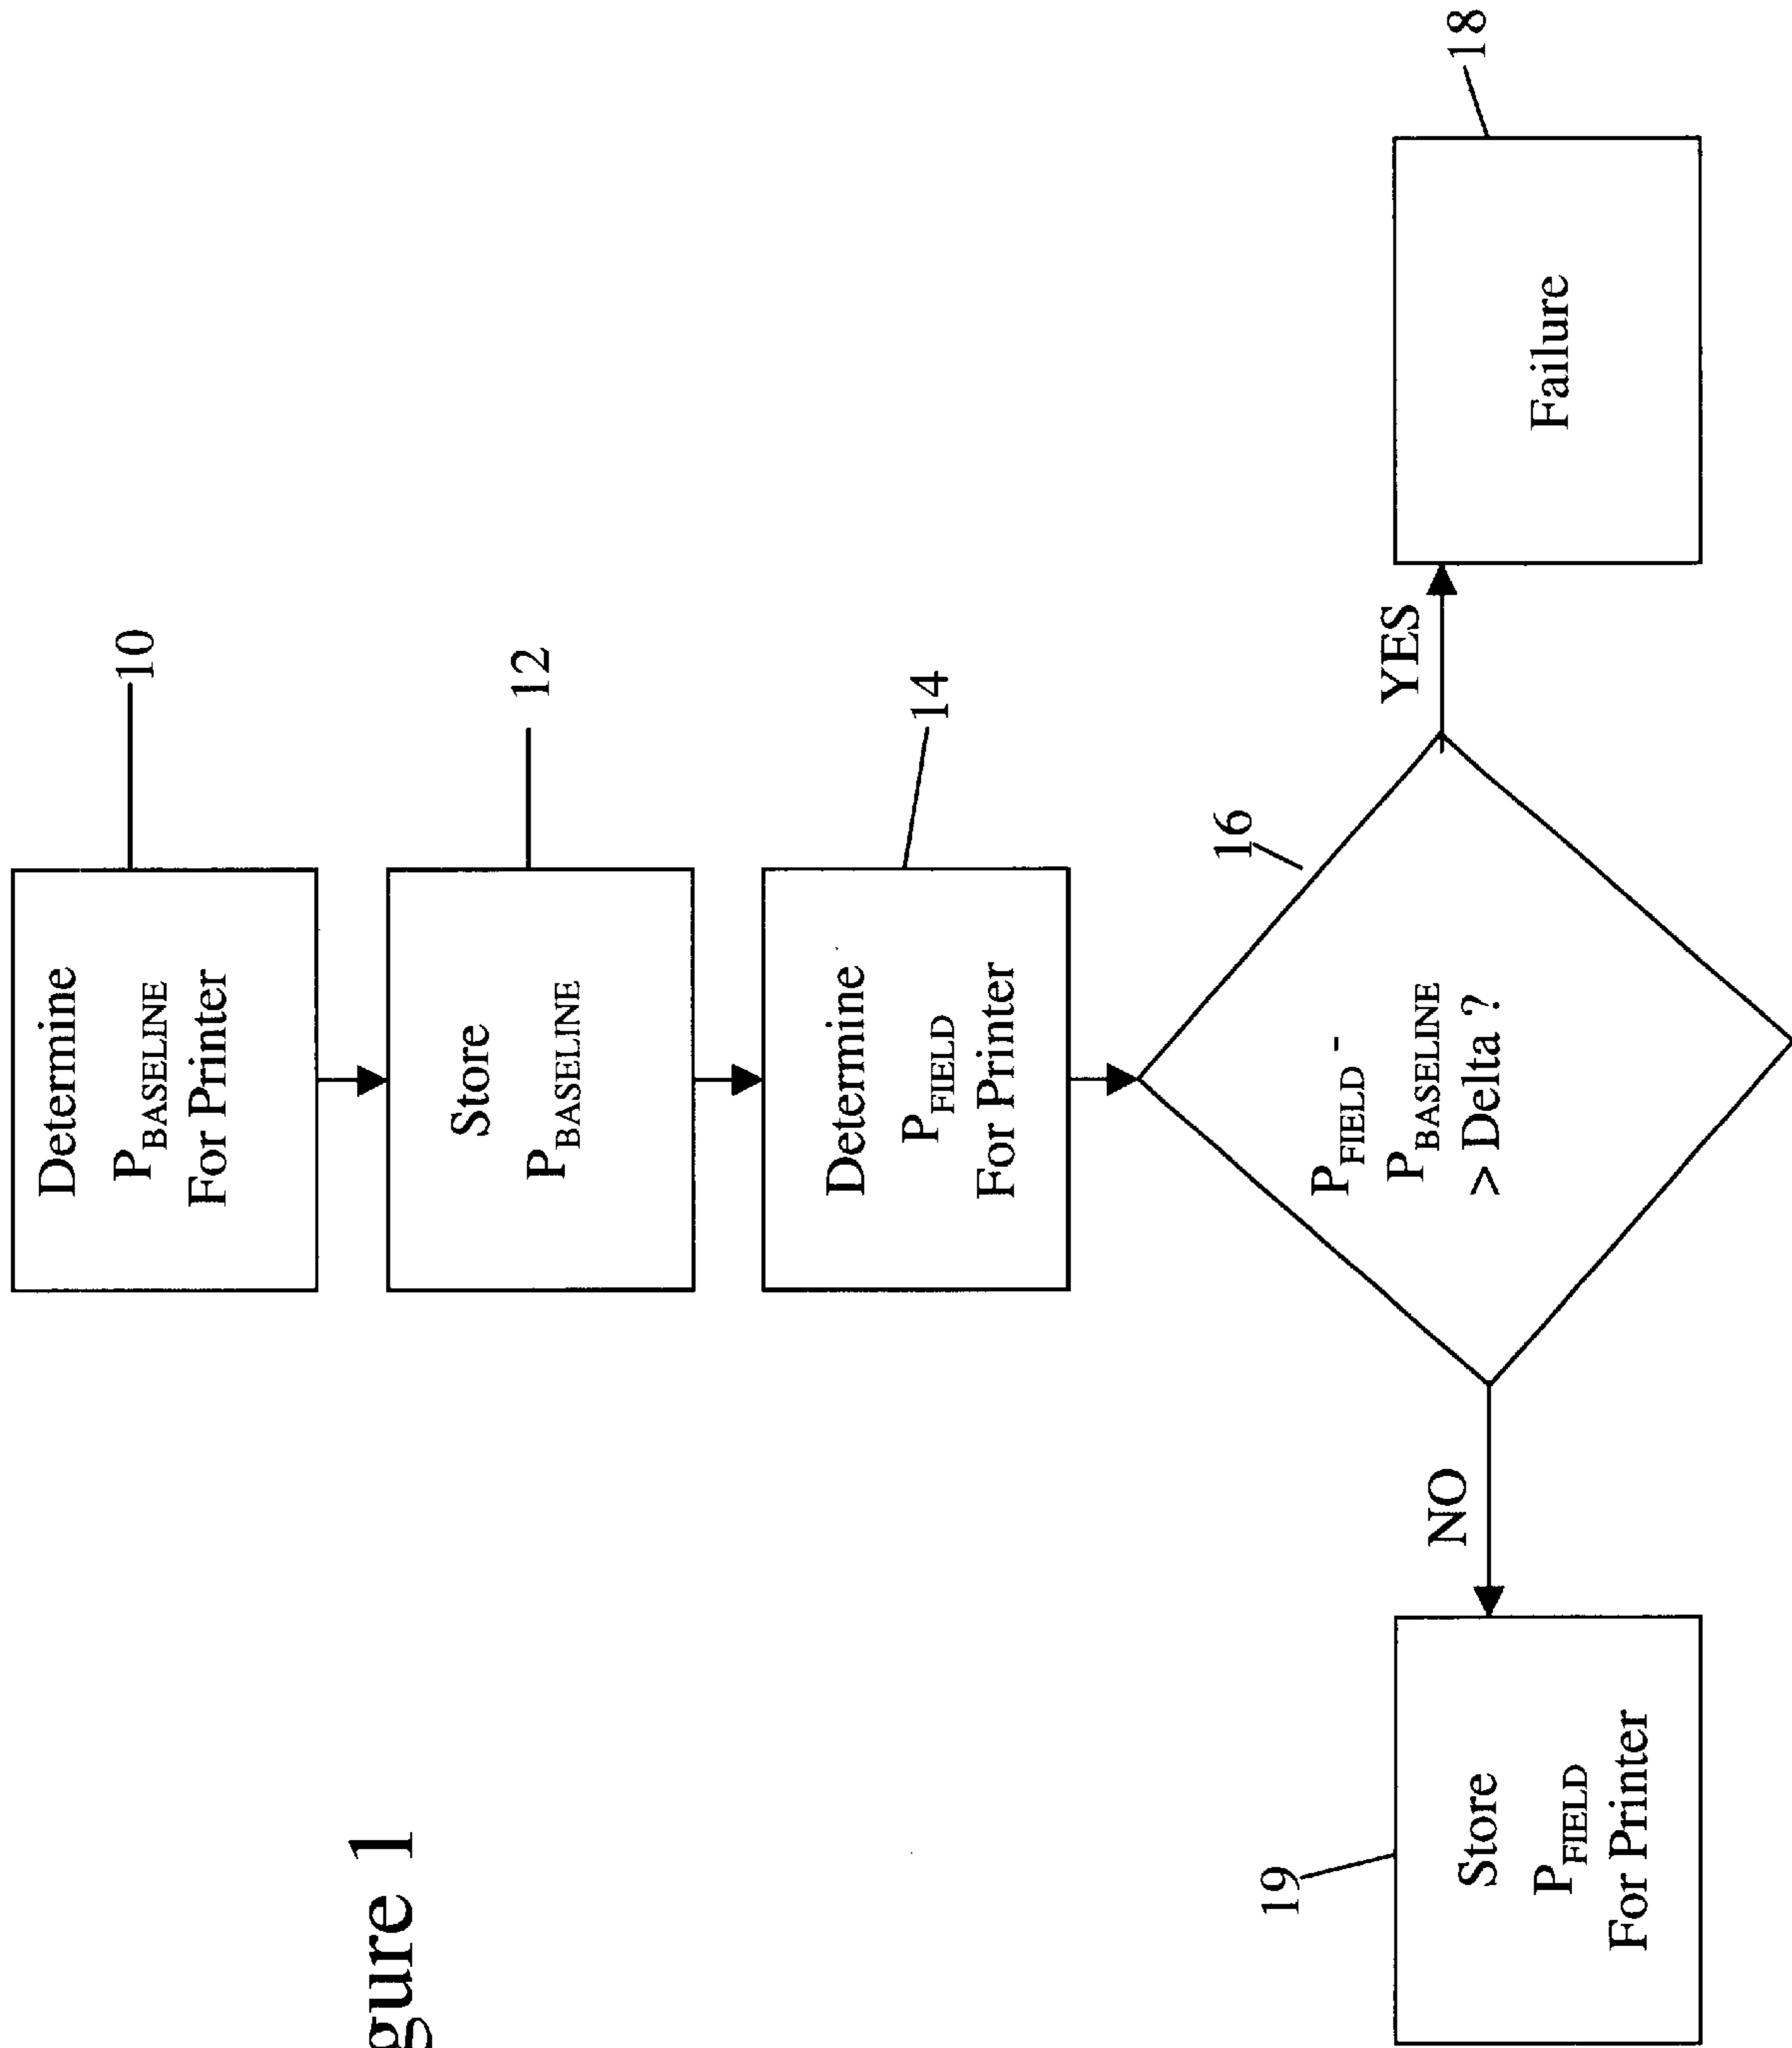 Determine
P_BASELINE
For Printer
10
Store
P_BASELINE
12
Determine
P_FIELD
For Printer
14
P_FIELD -
P_BASELINE
> Delta ?
16
YES
Failure
18
NO
Store
P_FIELD
For Printer
19
gure 1